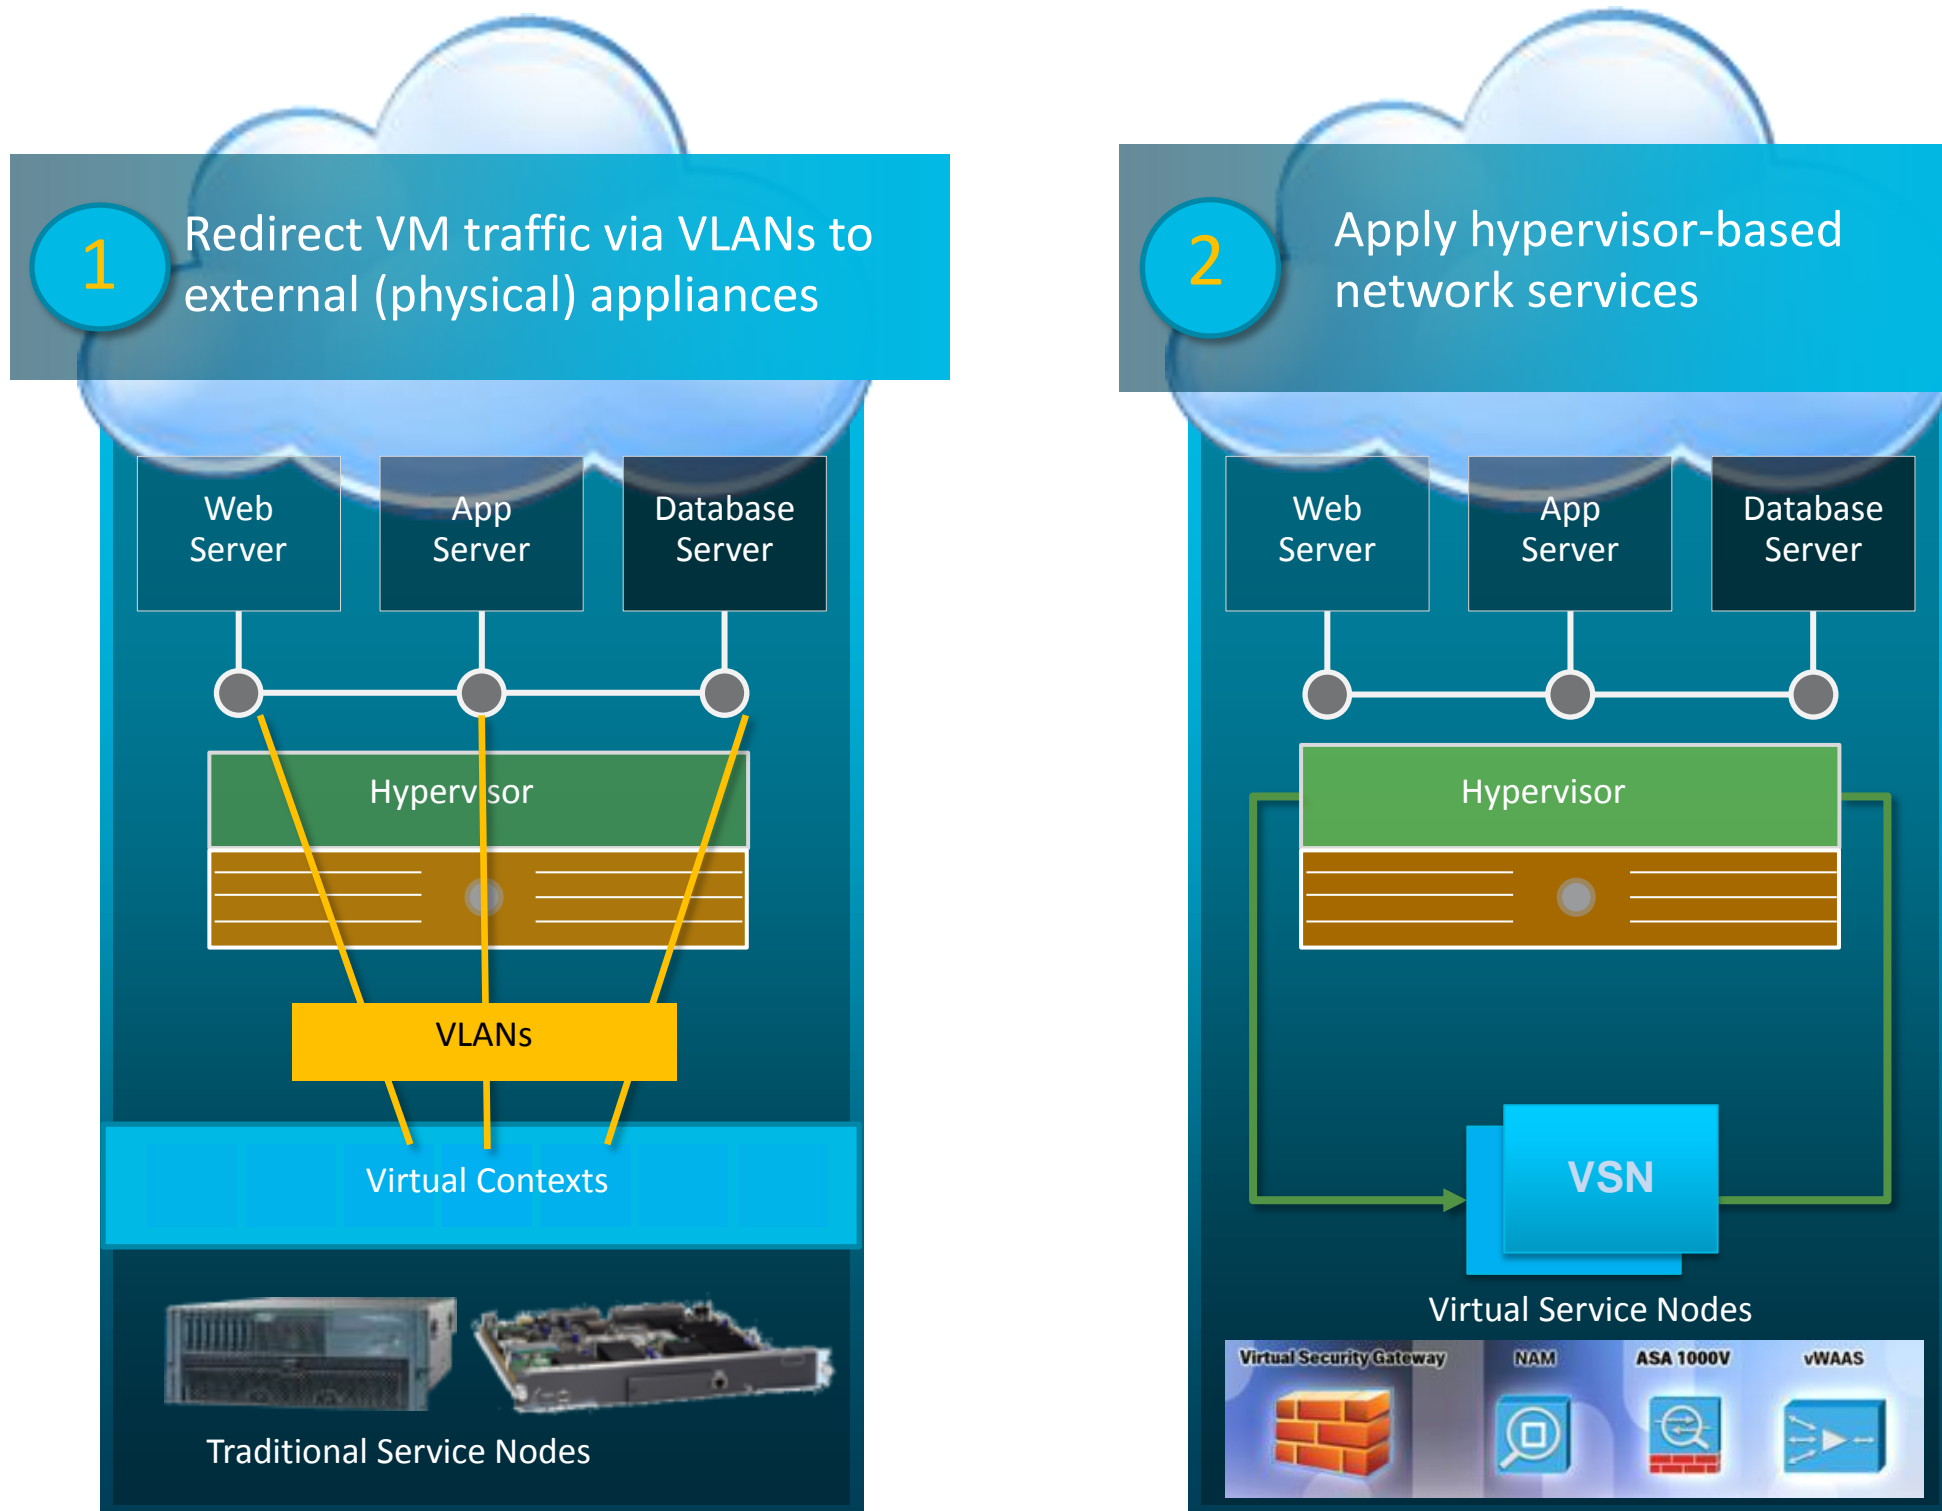 1
Redirect VM traffic via VLANs to
external (physical) appliances
Web
Server
App
Server
Database
Server
Hypervisor
VLANs
Virtual Contexts
Traditional Service Nodes
2
Apply hypervisor-based
network services
Web
Server
App
Server
Database
Server
Hypervisor
VSN
Virtual Service Nodes
Virtual Security Gateway
NAM
ASA 1000V
vWAAS